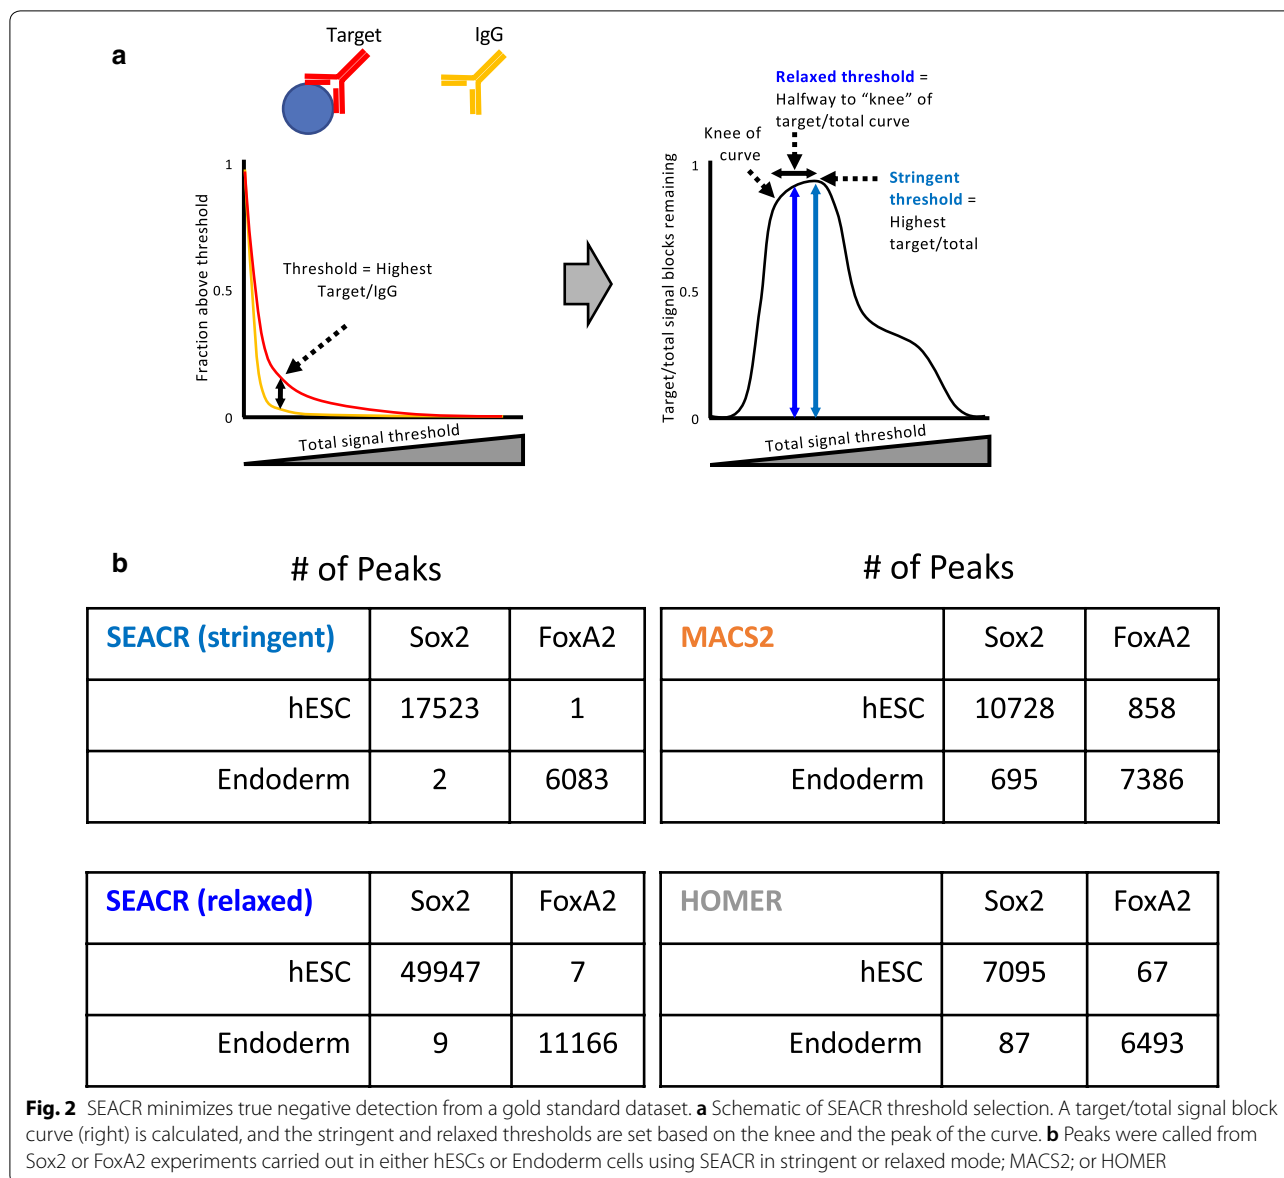 a
Target
IgG
1
0.5
0
Fraction above threshold
Threshold = Highest
Target/IgG
Total signal threshold
Relaxed threshold =
Halfway to “knee” of
target/total curve
Knee of
curve
Stringent
threshold =
Highest
target/total
1
0.5
0
Target/total signal blocks remaining
Total signal threshold
b
# of Peaks
SEACR (stringent) Sox2 FoxA2
hESC 17523 1
Endoderm 2 6083
# of Peaks
MACS2 Sox2 FoxA2
hESC 10728 858
Endoderm 695 7386
SEACR (relaxed) Sox2 FoxA2
hESC 49947 7
Endoderm 9 11166
HOMER Sox2 FoxA2
hESC 7095 67
Endoderm 87 6493
Fig. 2 SEACR minimizes true negative detection from a gold standard dataset. a Schematic of SEACR threshold selection. A target/total signal block
curve (right) is calculated, and the stringent and relaxed thresholds are set based on the knee and the peak of the curve. b Peaks were called from
Sox2 or FoxA2 experiments carried out in either hESCs or Endoderm cells using SEACR in stringent or relaxed mode; MACS2; or HOMER